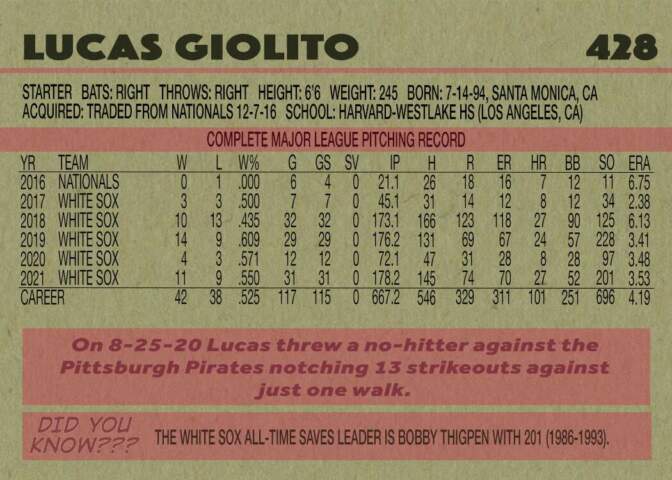 LUCAS GIOLITO 428
STARTER BATS: RIGHT THROWS: RIGHT HEIGHT: 6'6 WEIGHT: 245 BORN: 7-14-94, SANTA MONICA, CA
ACQUIRED: TRADED FROM NATIONALS 12-7-16 SCHOOL: HARVARD-WESTLAKE HS (LOS ANGELES, CA)
COMPLETE MAJOR LEAGUE PITCHING RECORD
YR TEAM W L W% G GS SV IP H R ER HR BB SO ERA
2016 NATIONALS 0 1 .000 6 4 0 21.1 26 18 16 7 12 11 6.75
2017 WHITE SOX 3 3 .500 7 7 0 45.1 31 14 12 8 12 34 2.38
2018 WHITE SOX 10 13 .435 32 32 0 173.1 166 123 118 27 90 125 6.13
2019 WHITE SOX 14 9 .609 29 29 0 176.2 131 69 67 24 57 228 3.41
2020 WHITE SOX 4 3 .571 12 12 0 72.1 47 31 28 8 28 97 3.48
2021 WHITE SOX 11 9 .550 31 31 0 178.2 145 74 70 27 52 201 3.53
CAREER 42 38 .525 117 115 0 667.2 546 329 311 101 251 696 4.19
On 8-25-20 Lucas threw a no-hitter against the
Pittsburgh Pirates notching 13 strikeouts against
just one walk.
DID YOU
KNOW??? THE WHITE SOX ALL-TIME SAVES LEADER IS BOBBY THIGPEN WITH 201 (1986-1993).